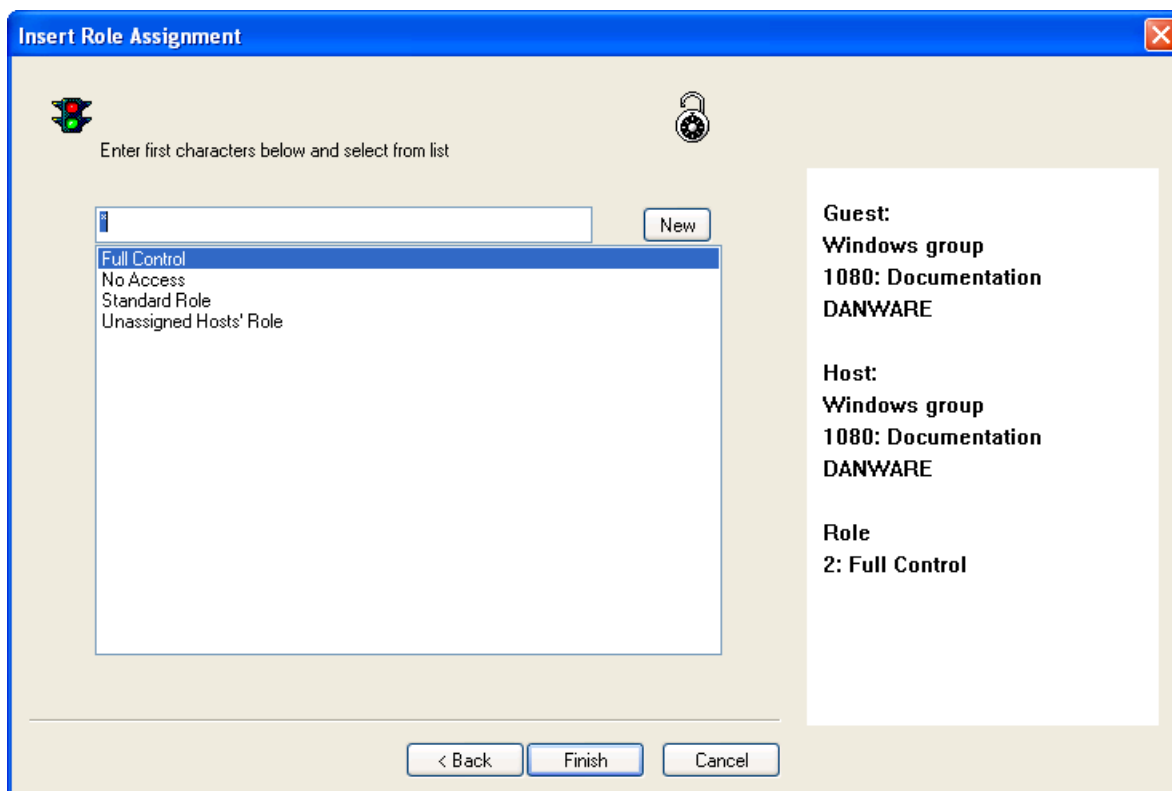 Insert Role Assignment
Enter first characters below and select from list
*
New
Full Control
No Access
Standard Role
Unassigned Hosts' Role
Guest:
Windows group
1080: Documentation
DANWARE
Host:
Windows group
1080: Documentation
DANWARE
Role
2: Full Control
< Back
Finish
Cancel